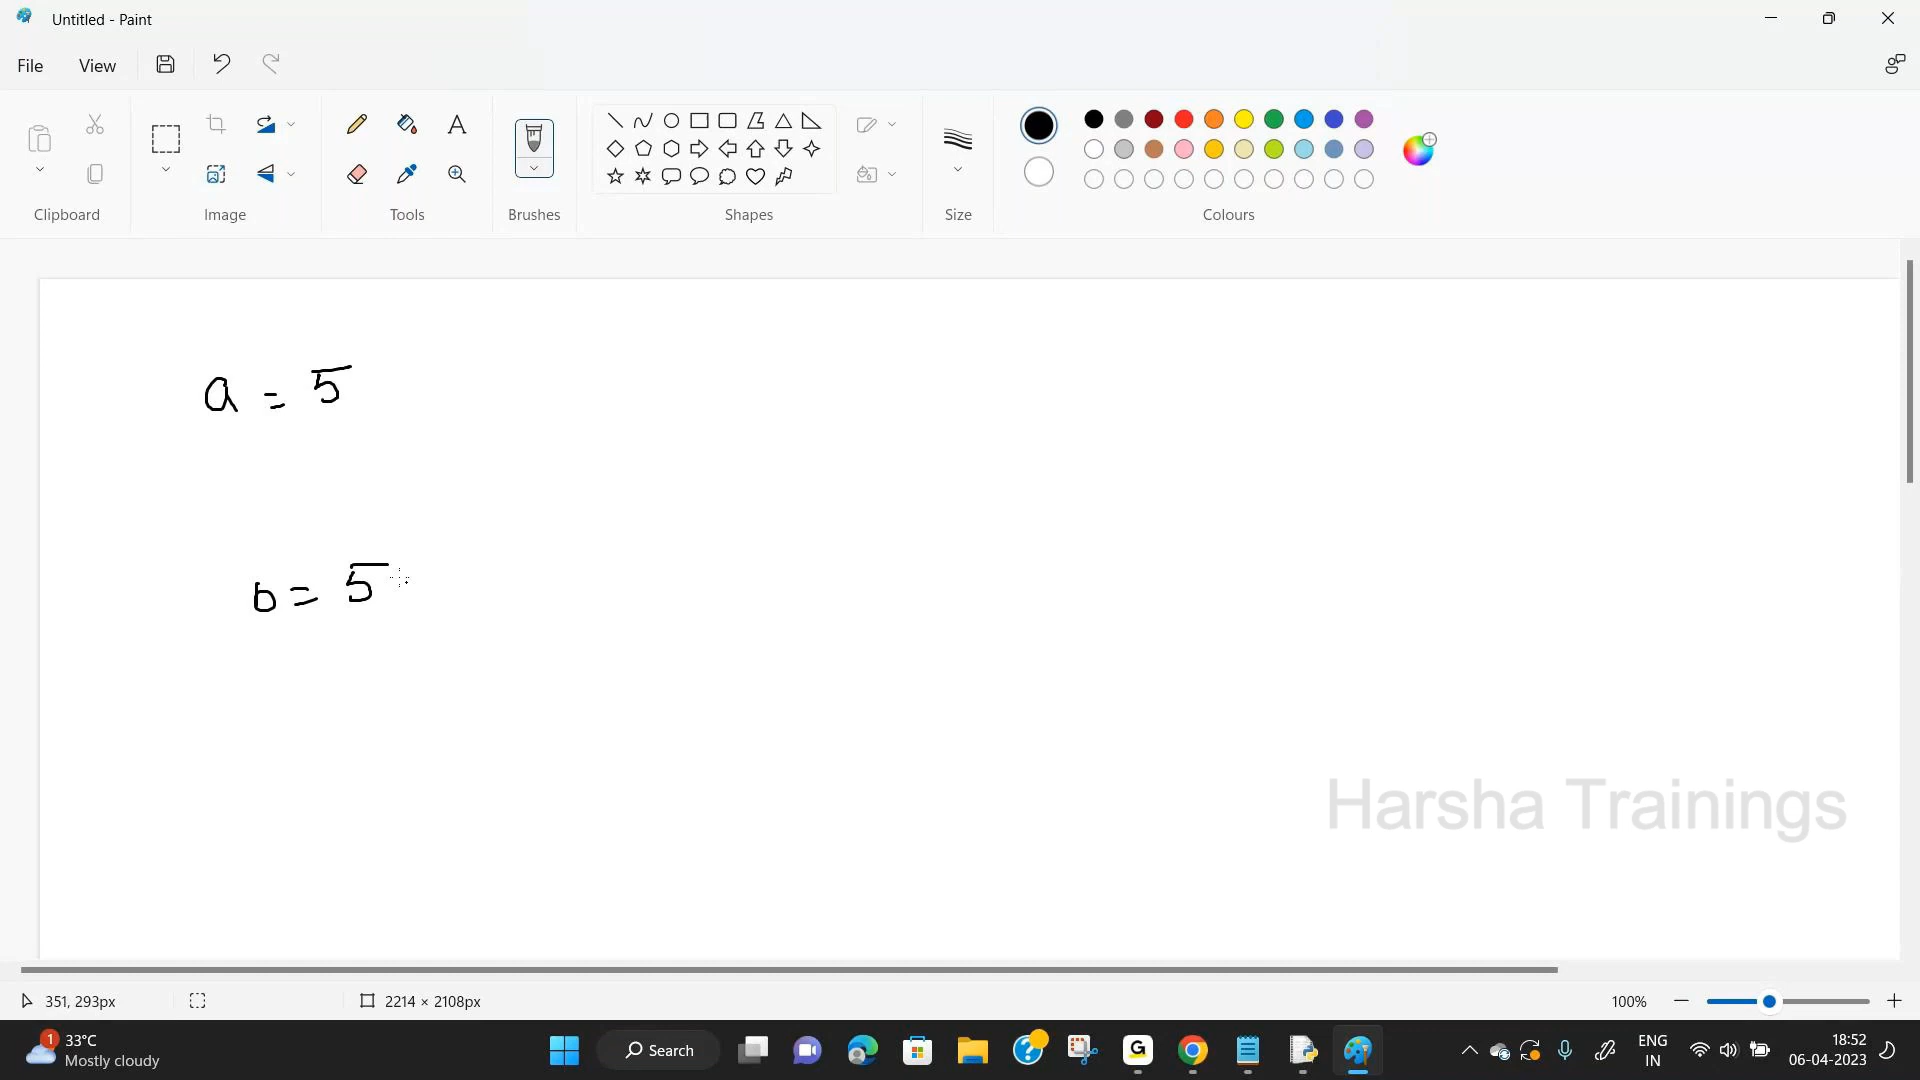 Untitled - Paint
File View
Clipboard Image Tools Brushes Shapes Size Colours
a = 5
b = 5
Harsha Trainings
351, 293px 2214 × 2108px 100%
1 33°C
Mostly cloudy
Search
ENG
IN
18:52
06-04-2023